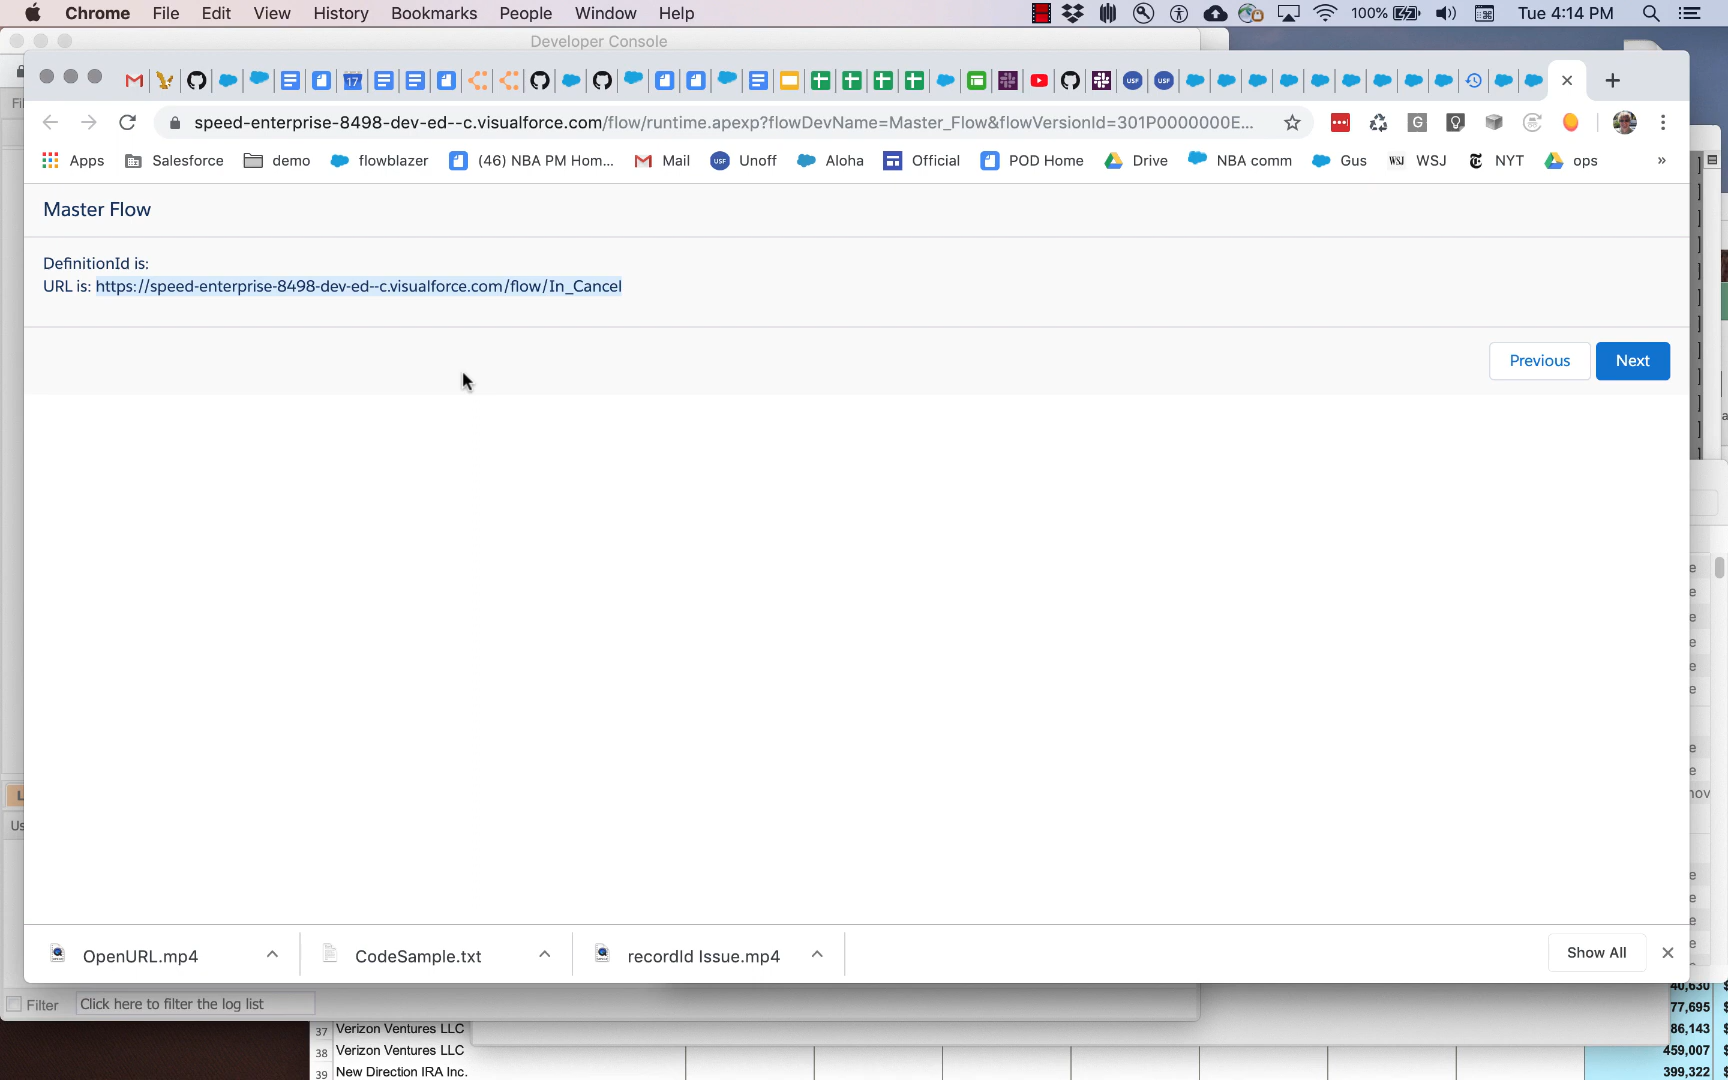 Chrome File Edit View History Bookmarks People Window Help 100% Tue 4:14 PM
Developer Console
speed-enterprise-8498-dev-ed--c.visualforce.com/flow/runtime.apexp?flowDevName=Master_Flow&flowVersionId=301P0000000E...
Apps Salesforce demo flowblazer (46) NBA PM Hom... Mail Unoff Aloha Official POD Home Drive NBA comm Gus WSJ NYT ops »
Master Flow
DefinitionId is:
URL is: https://speed-enterprise-8498-dev-ed--c.visualforce.com/flow/In_Cancel
Previous Next
OpenURL.mp4 CodeSample.txt recordId Issue.mp4 Show All
Filter Click here to filter the log list
40,630
77,695
37 Verizon Ventures LLC 86,143
38 Verizon Ventures LLC 459,007
39 New Direction IRA Inc. 399,322